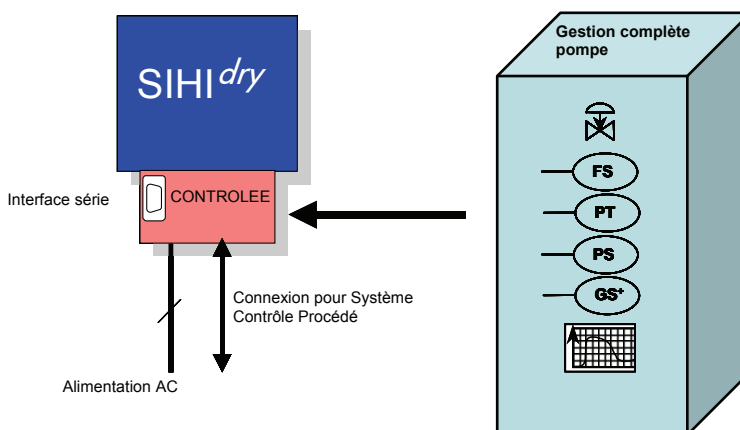 SIHI dry
CONTROLEE
Interface série
Connexion pour Système
Contrôle Procédé
Alimentation AC
Gestion complète
pompe
FS
PT
PS
GS+